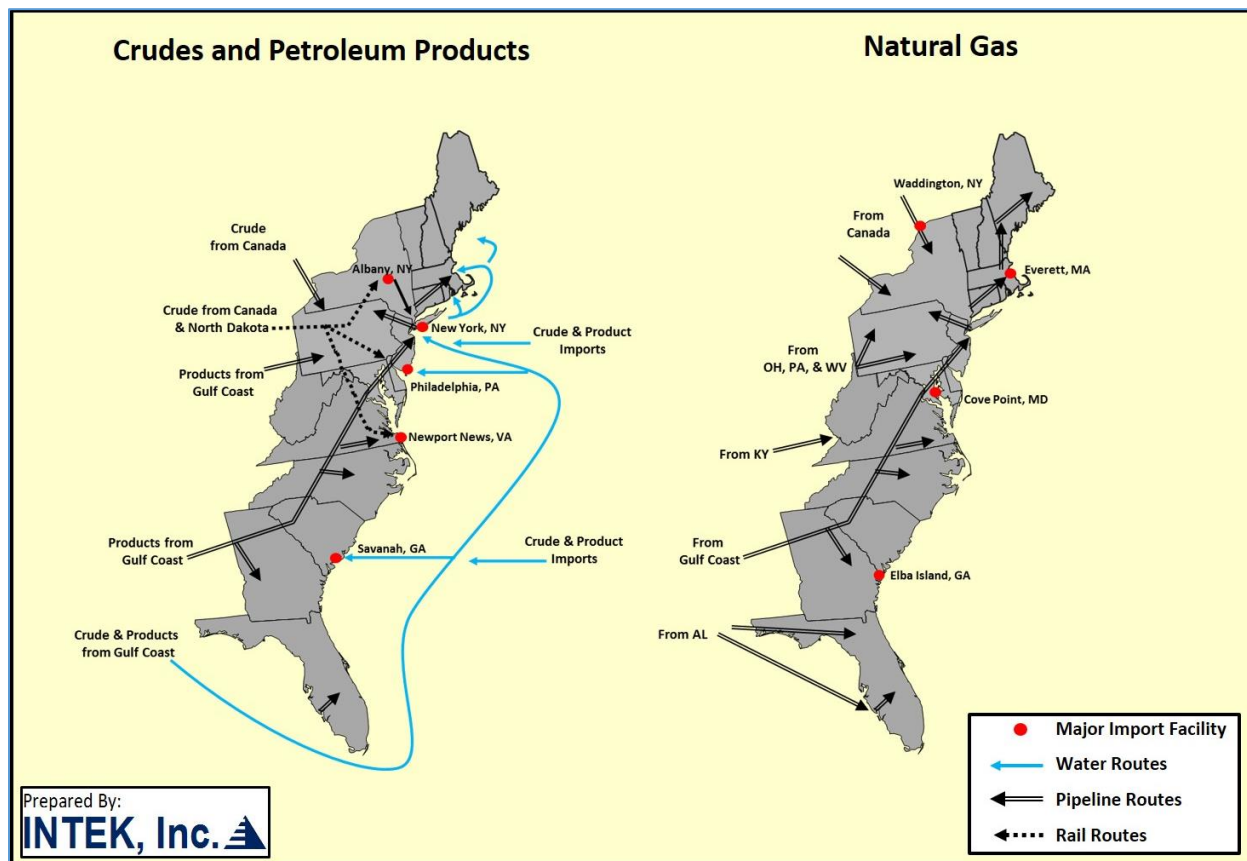 Crudes and Petroleum Products
Crude
from Canada
Albany, NY
Crude from Canada
& North Dakota
New York, NY
Crude & Product
Imports
Products from
Gulf Coast
Philadelphia, PA
Newport News, VA
Products from
Gulf Coast
Savanah, GA
Crude & Product
Imports
Crude & Products
from Gulf Coast
Natural Gas
Waddington, NY
From
Canada
Everett, MA
From
OH, PA, & WV
Cove Point, MD
From KY
From
Gulf Coast
Elba Island, GA
From AL
Major Import Facility
Water Routes
Pipeline Routes
Rail Routes
Prepared By:
INTEK, Inc.